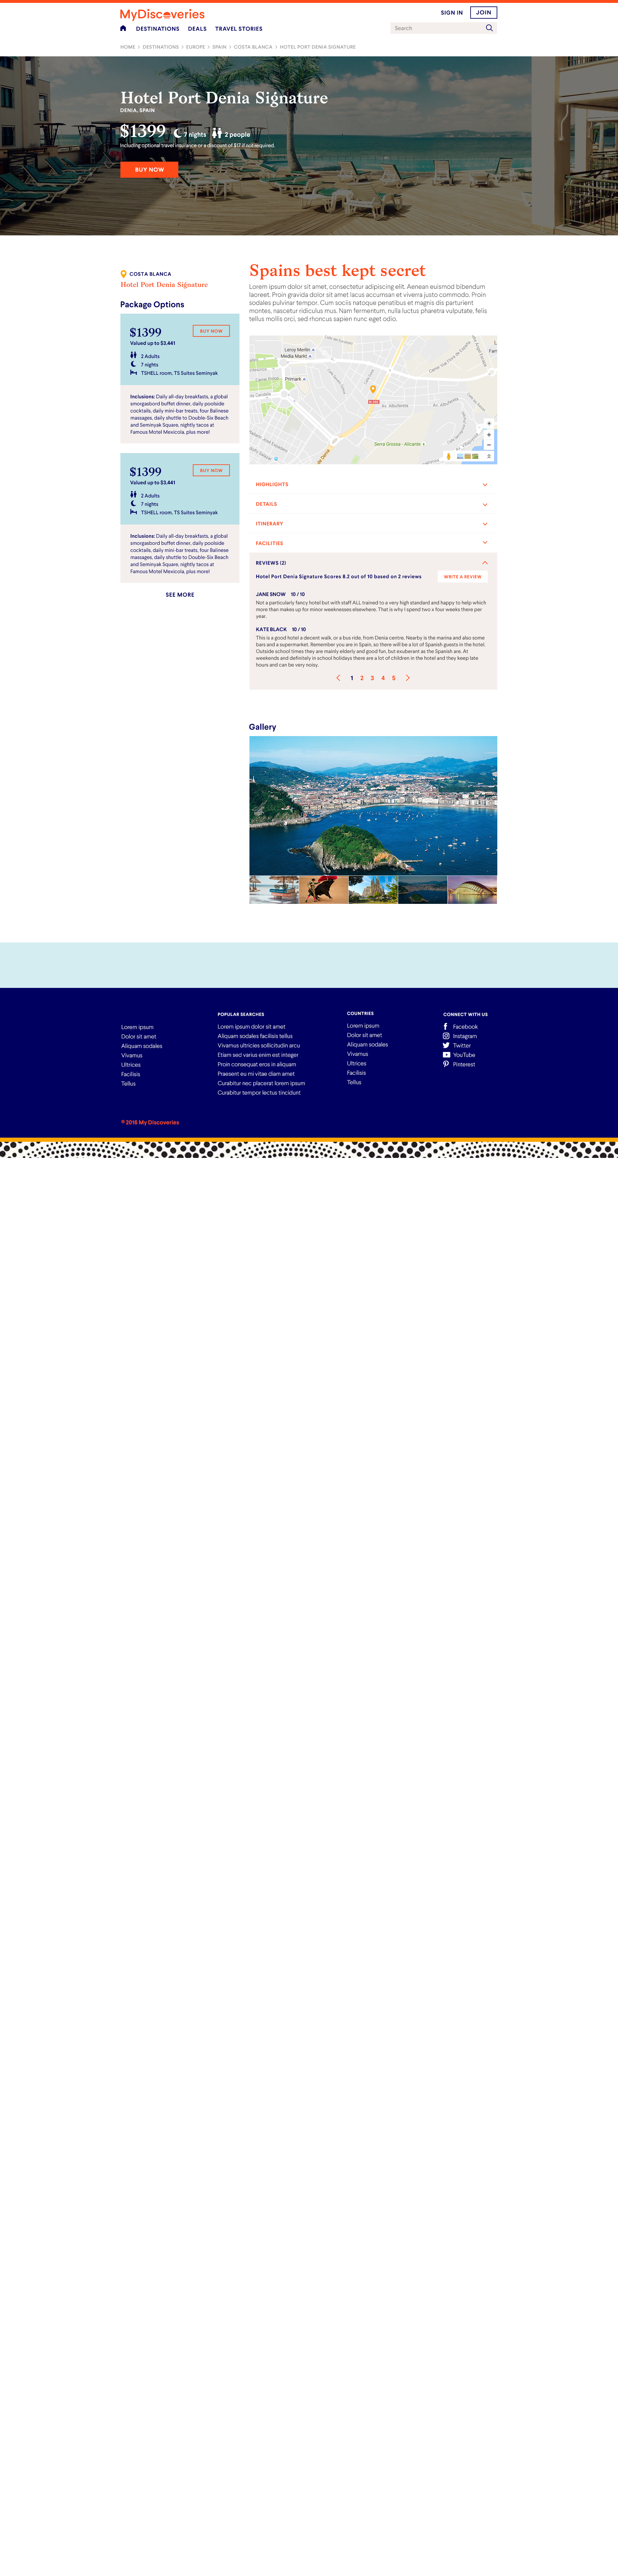 MyDiscoveries
SIGN IN
JOIN
DESTINATIONS
DEALS
TRAVEL STORIES
Search
HOME > DESTINATIONS > EUROPE > SPAIN > COSTA BLANCA > HOTEL PORT DENIA SIGNATURE
Hotel Port Denia Signature
DENIA, SPAIN
$1399
7 nights
2 people
Including optional travel insurance or a discount of $17 if not required.
BUY NOW
COSTA BLANCA
Hotel Port Denia Signature
Package Options
$1399
BUY NOW
Valued up to $3,441
2 Adults
7 nights
TSHELL room, TS Suites Seminyak
Inclusions: Daily all-day breakfasts, a global
smorgasbord buffet dinner, daily poolside
cocktails, daily mini-bar treats, four Balinese
massages, daily shuttle to Double-Six Beach
and Seminyak Square, nightly tacos at
Famous Motel Mexicola, plus more!
$1399
BUY NOW
Valued up to $3,441
2 Adults
7 nights
TSHELL room, TS Suites Seminyak
Inclusions: Daily all-day breakfasts, a global
smorgasbord buffet dinner, daily poolside
cocktails, daily mini-bar treats, four Balinese
massages, daily shuttle to Double-Six Beach
and Seminyak Square, nightly tacos at
Famous Motel Mexicola, plus more!
SEE MORE
Spains best kept secret
Lorem ipsum dolor sit amet, consectetur adipiscing elit. Aenean euismod bibendum
laoreet. Proin gravida dolor sit amet lacus accumsan et viverra justo commodo. Proin
sodales pulvinar tempor. Cum sociis natoque penatibus et magnis dis parturient
montes, nascetur ridiculus mus. Nam fermentum, nulla luctus pharetra vulputate, felis
tellus mollis orci, sed rhoncus sapien nunc eget odio.
Leroy Merlin
Media Markt
Primark
Av. Albufereta
Serra Grossa - Alicante
HIGHLIGHTS
DETAILS
ITINERARY
FACILITIES
REVIEWS (2)
Hotel Port Denia Signature Scores 8.2 out of 10 based on 2 reviews
WRITE A REVIEW
JANE SNOW 10 / 10
Not a particularly fancy hotel but with staff ALL trained to a very high standard and happy to help which
more than makes up for minor weeknesses elsewhere. That is why I spend two x four weeks there per
year.
KATE BLACK 10 / 10
This is a good hotel a decent walk, or a bus ride, from Denia centre. Nearby is the marina and also some
bars and a supermarket. Remember you are in Spain, so there will be a lot of Spanish guests in the hotel.
Outside school times they are mainly elderly and good fun, but exuberant as the Spanish are. At
weekends and definitely in school holidays there are a lot of children in the hotel and they keep late
hours and can be very noisy.
1 2 3 4 5
Gallery
Lorem ipsum
Dolor sit amet
Aliquam sodales
Vivamus
Ultrices
Facilisis
Tellus
POPULAR SEARCHES
Lorem ipsum dolor sit amet
Aliquam sodales facilisis tellus
Vivamus ultricies sollicitudin arcu
Etiam sed varius enim est integer
Proin consequat eros in aliquam
Praesent eu mi vitae diam amet
Curabitur nec placerat lorem ipsum
Curabitur tempor lectus tincidunt
COUNTRIES
Lorem ipsum
Dolor sit amet
Aliquam sodales
Vivamus
Ultrices
Facilisis
Tellus
CONNECT WITH US
Facebook
Instagram
Twitter
YouTube
Pinterest
© 2016 My Discoveries